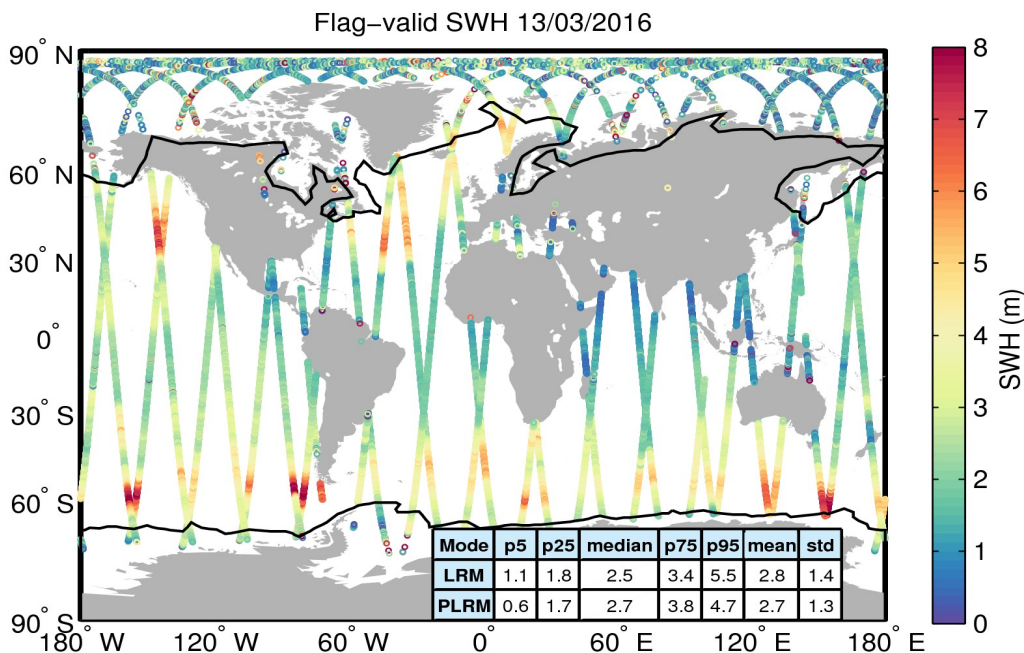 Flag−valid SWH 13/03/2016
90° N
60° N
30° N
0°
30° S
60° S
90° S
180° W
120° W
60° W
0°
60° E
120° E
180° E
8
7
6
5
4
3
2
1
0
SWH (m)
Mode p5 p25 median p75 p95 mean std
LRM 1.1 1.8 2.5 3.4 5.5 2.8 1.4
PLRM 0.6 1.7 2.7 3.8 4.7 2.7 1.3